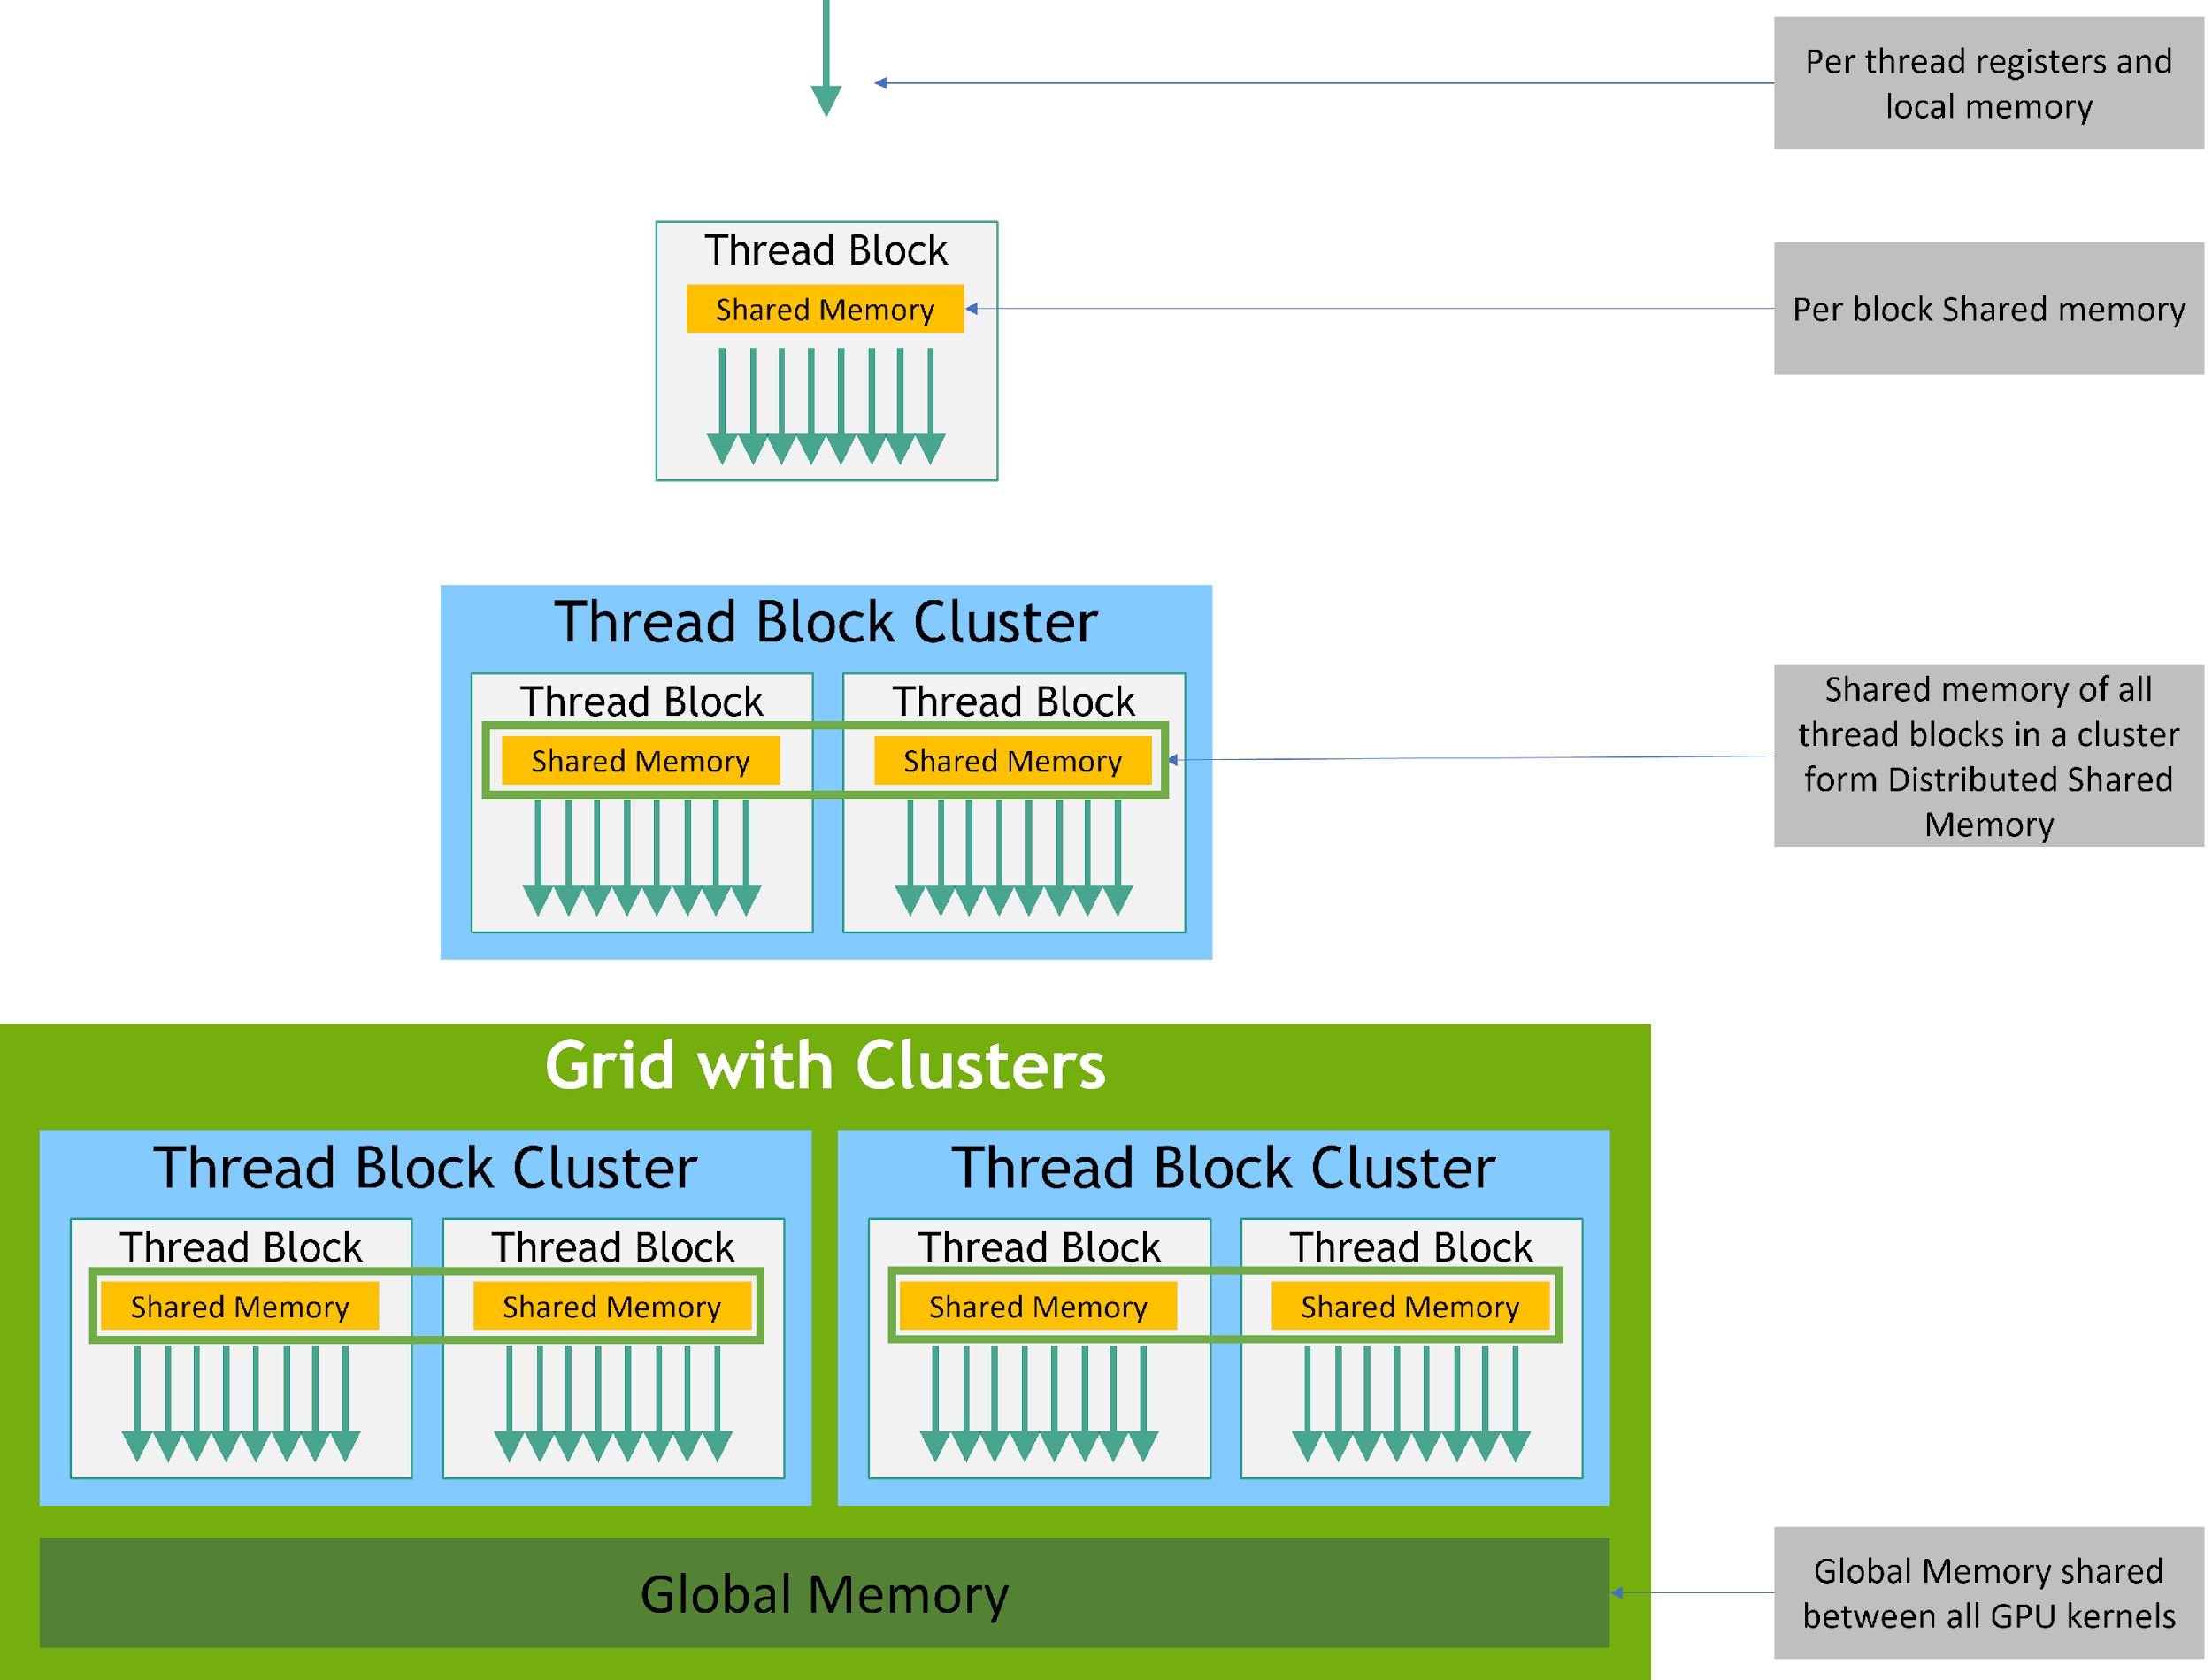 Per thread registers and
local memory
Thread Block
Shared Memory
Per block Shared memory
Thread Block Cluster
Thread Block
Thread Block
Shared Memory
Shared Memory
Shared memory of all
thread blocks in a cluster
form Distributed Shared
Memory
Grid with Clusters
Thread Block Cluster
Thread Block Cluster
Thread Block
Thread Block
Thread Block
Thread Block
Shared Memory
Shared Memory
Shared Memory
Shared Memory
Global Memory
Global Memory shared
between all GPU kernels